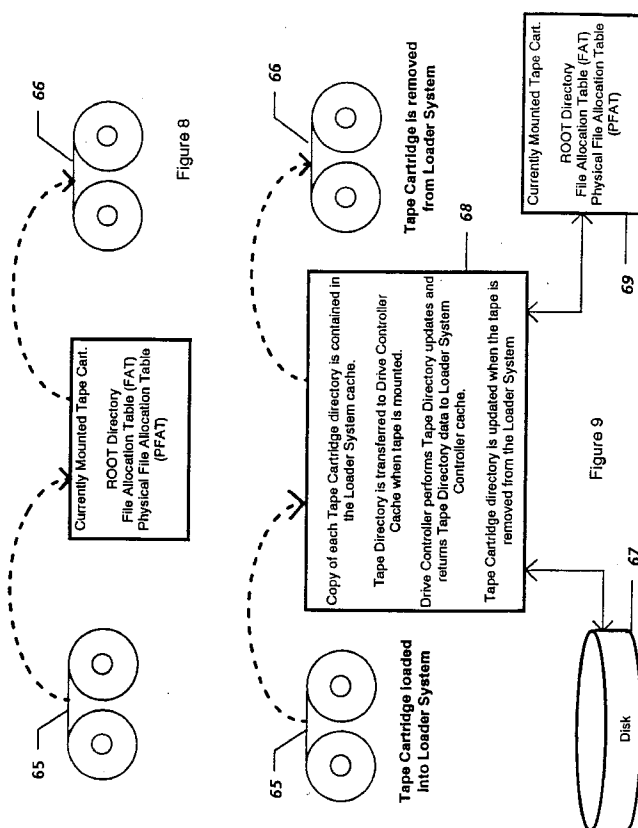 65
Currently Mounted Tape Cart.
ROOT Directory
File Allocation Table (FAT)
Physical File Allocation Table
(PFAT)
66
Figure 8
65
Tape Cartridge loaded
Into Loader System
Copy of each Tape Cartridge directory is contained in
the Loader System cache.
Tape Directory is transferred to Drive Controller
Cache when tape is mounted.
Drive Controller performs Tape Directory updates and
returns Tape Directory data to Loader System
Controller cache.
Tape Cartridge directory is updated when the tape is
removed from the Loader System
66
Tape Cartridge is removed
from Loader System
68
Disk
67
Figure 9
69
Currently Mounted Tape Cart.
ROOT Directory
File Allocation Table (FAT)
Physical File Allocation Table
(PFAT)